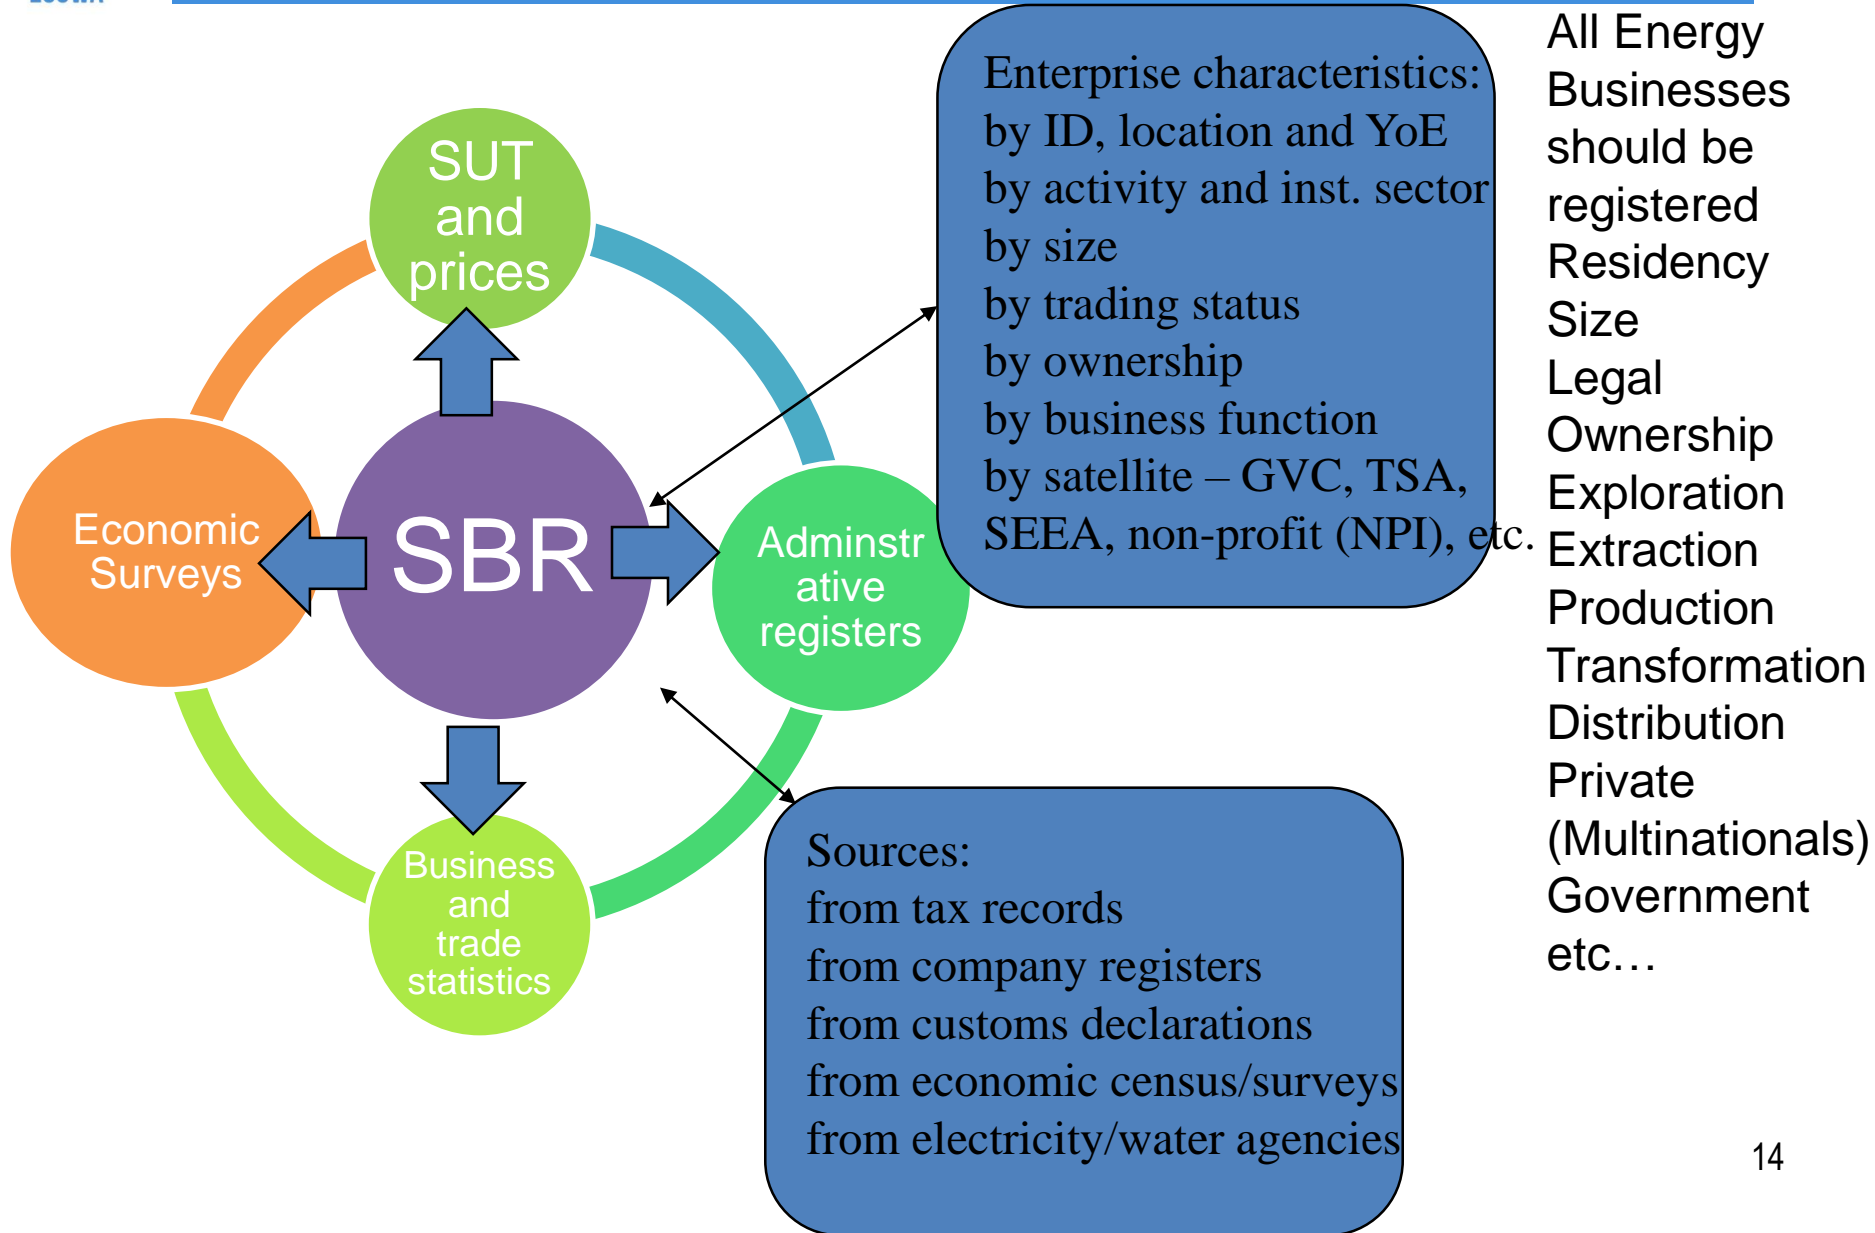 SUT
and
prices
Economic
Surveys
SBR
Adminstr
ative
registers
Business
and
trade
statistics
Enterprise characteristics:
by ID, location and YoE
by activity and inst. sector
by size
by trading status
by ownership
by business function
by satellite – GVC, TSA,
SEEA, non-profit (NPI), etc.
Sources:
from tax records
from company registers
from customs declarations
from economic census/surveys
from electricity/water agencies
All Energy
Businesses
should be
registered
Residency
Size
Legal
Ownership
Exploration
Extraction
Production
Transformation
Distribution
Private
(Multinationals)
Government
etc…
14